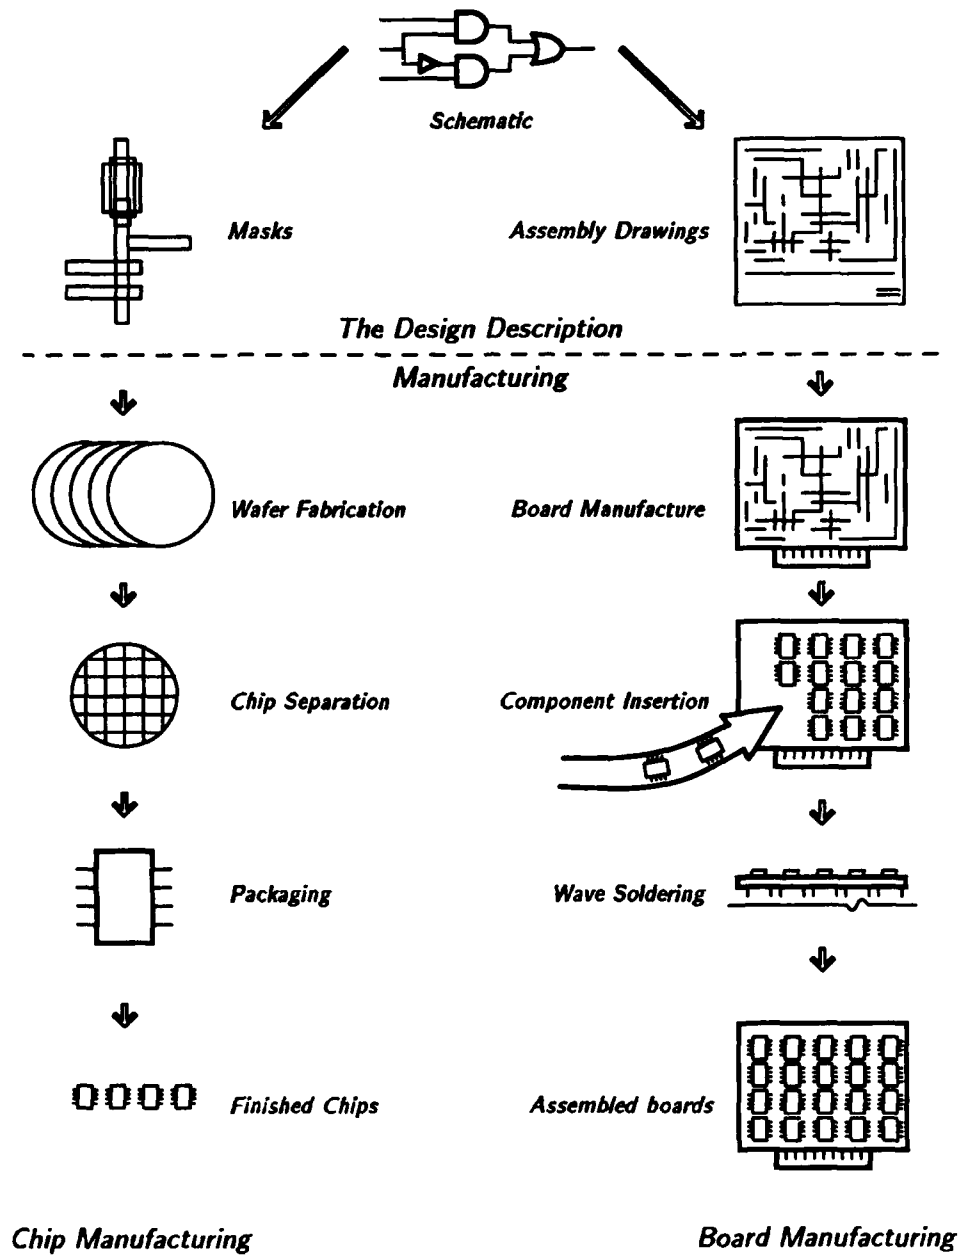 Schematic
Masks
Assembly Drawings
The Design Description
Manufacturing
Wafer Fabrication
Board Manufacture
Chip Separation
Component Insertion
Packaging
Wave Soldering
Finished Chips
Assembled boards
Chip Manufacturing
Board Manufacturing